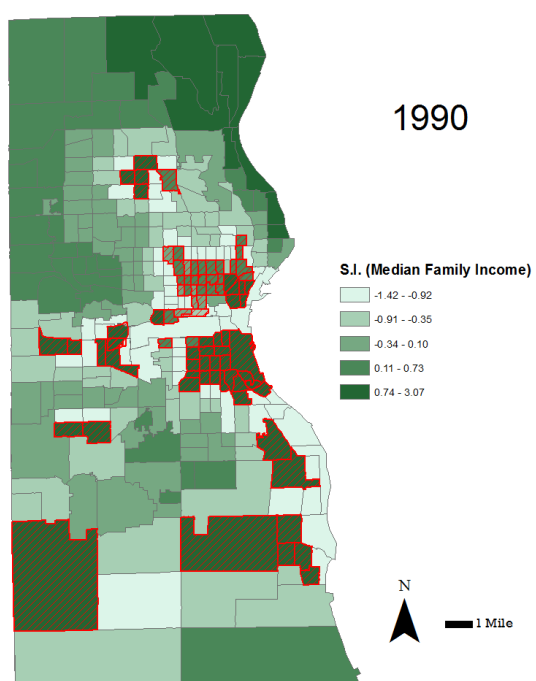 1990
S.I. (Median Family Income)
-1.42 - -0.92
-0.91 - -0.35
-0.34 - 0.10
0.11 - 0.73
0.74 - 3.07
N
1 Mile